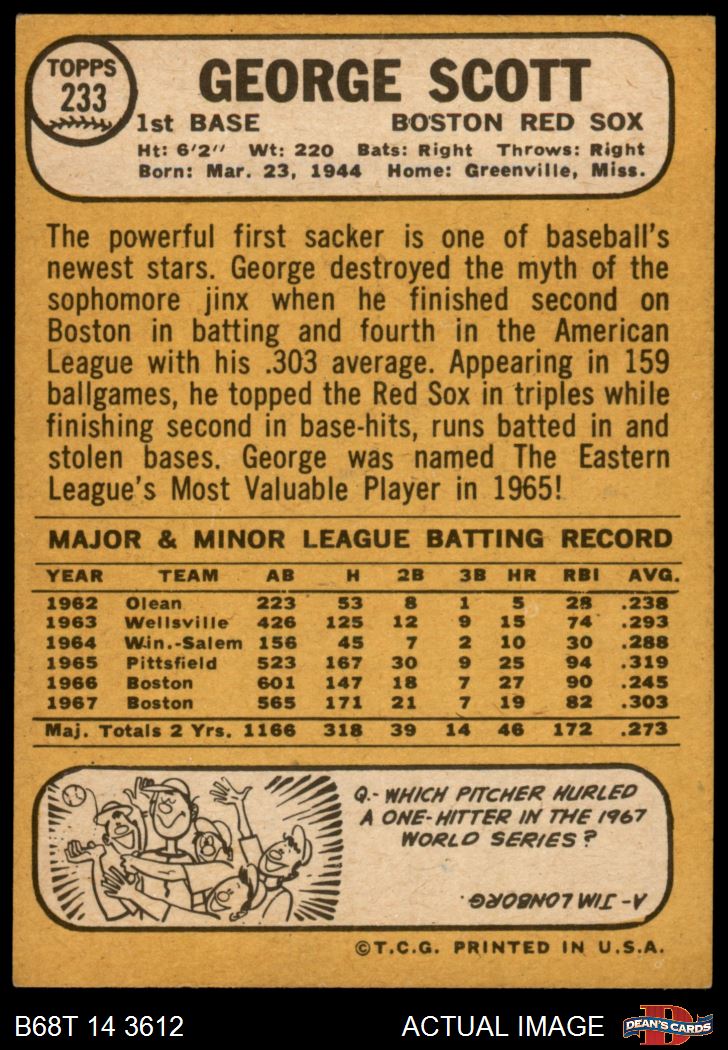 TOPPS
233
GEORGE SCOTT
1st BASE BOSTON RED SOX
Ht: 6'2" Wt: 220 Bats: Right Throws: Right
Born: Mar. 23, 1944 Home: Greenville, Miss.
The powerful first sacker is one of baseball's
newest stars. George destroyed the myth of the
sophomore jinx when he finished second on
Boston in batting and fourth in the American
League with his .303 average. Appearing in 159
ballgames, he topped the Red Sox in triples while
finishing second in base-hits, runs batted in and
stolen bases. George was named The Eastern
League's Most Valuable Player in 1965!
MAJOR & MINOR LEAGUE BATTING RECORD
YEAR TEAM AB H 2B 3B HR RBI AVG.
1962 Olean 223 53 8 1 5 28 .238
1963 Wellsville 426 125 12 9 15 74 .293
1964 Win.-Salem 156 45 7 2 10 30 .288
1965 Pittsfield 523 167 30 9 25 94 .319
1966 Boston 601 147 18 7 27 90 .245
1967 Boston 565 171 21 7 19 82 .303
Maj. Totals 2 Yrs. 1166 318 39 14 46 172 .273
Q.- WHICH PITCHER HURLED
A ONE-HITTER IN THE 1967
WORLD SERIES?
A- JIM LONBORG.
©T.C.G. PRINTED IN U.S.A.
B68T 14 3612 ACTUAL IMAGE
D
DEAN'S CARDS